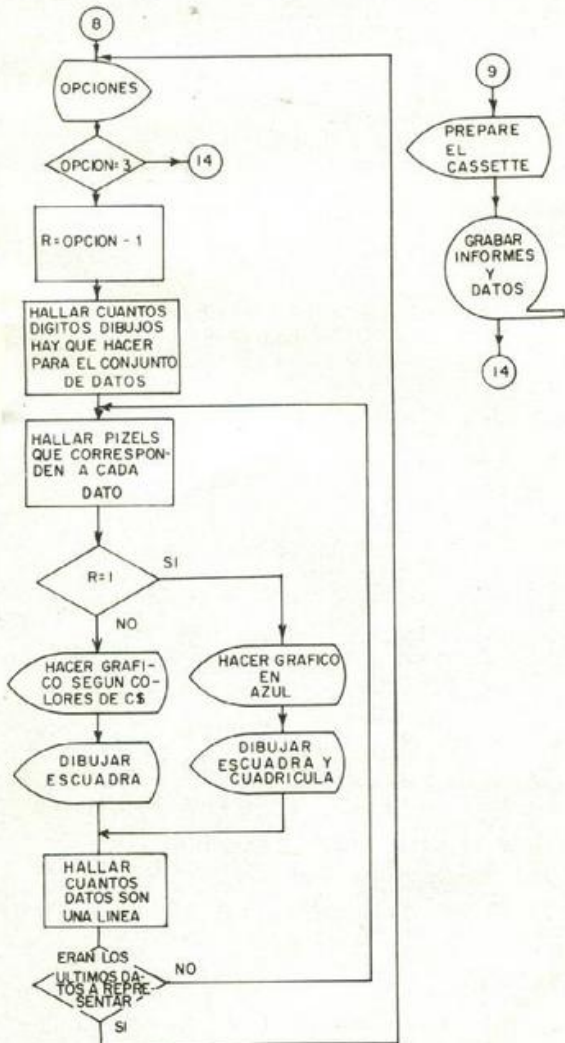 8
OPCIONES
OPCION=3
14
R=OPCION - 1
HALLAR CUANTOS
DIGITOS DIBUJOS
HAY QUE HACER
PARA EL CONJUNTO
DE DATOS
HALLAR PIZELS
QUE CORRESPON-
DEN A CADA
DATO
R=1
SI
NO
HACER GRAFI-
CO SEGUN CO-
LORES DE C$
HACER GRAFICO
EN
AZUL
DIBUJAR
ESCUADRA
DIBUJAR
ESCUADRA Y
CUADRICULA
HALLAR
CUANTOS
DATOS SON
UNA LINEA
ERAN LOS
ULTIMOS DA-
TOS A REPRE-
SENTAR
NO
SI
9
PREPARE
EL
CASSETTE
GRABAR
INFORMES
Y
DATOS
14